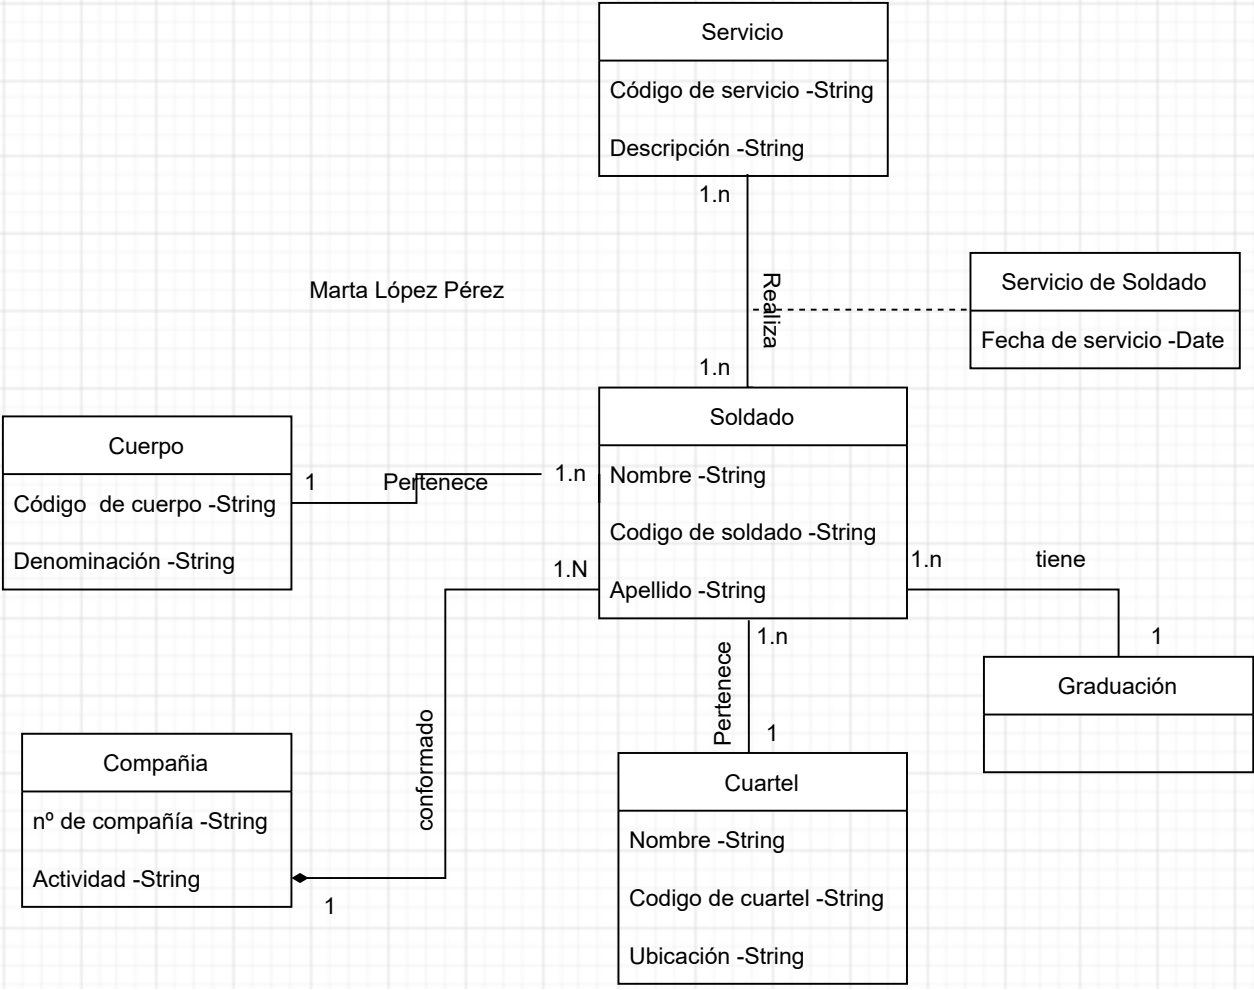 Servicio
Código de servicio -String
Descripción -String
1.n
Realiza
1.n
Servicio de Soldado
Fecha de servicio -Date
Marta López Pérez
Soldado
Nombre -String
Codigo de soldado -String
Apellido -String
Cuerpo
Código  de cuerpo -String
Denominación -String
1
Pertenece
1.n
1.N
conformado
1
Compañia
nº de compañía -String
Actividad -String
1.n
Pertenece
1
Cuartel
Nombre -String
Codigo de cuartel -String
Ubicación -String
1.n
tiene
1
Graduación